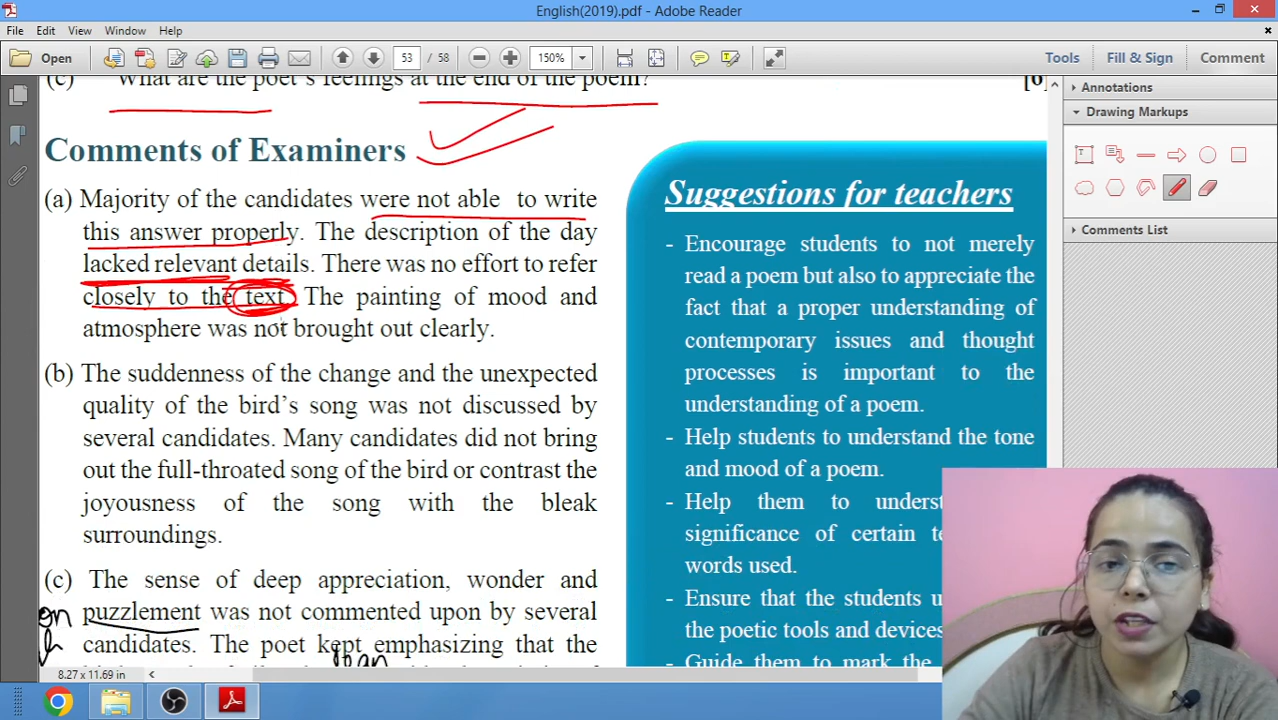 English(2019).pdf - Adobe Reader
File Edit View Window Help
Open 53 / 58 150% Tools Fill & Sign Comment
(c) What are the poet's feelings at the end of the poem? [6]
Comments of Examiners
(a) Majority of the candidates were not able to write
this answer properly. The description of the day
lacked relevant details. There was no effort to refer
closely to the text. The painting of mood and
atmosphere was not brought out clearly.
(b) The suddenness of the change and the unexpected
quality of the bird's song was not discussed by
several candidates. Many candidates did not bring
out the full-throated song of the bird or contrast the
joyousness of the song with the bleak
surroundings.
(c) The sense of deep appreciation, wonder and
puzzlement was not commented upon by several
candidates. The poet kept emphasizing that the
Suggestions for teachers
- Encourage students to not merely
read a poem but also to appreciate the
fact that a proper understanding of
contemporary issues and thought
processes is important to the
understanding of a poem.
- Help students to understand the tone
and mood of a poem.
- Help them to
significance of certain
words used.
- Ensure that the students
the poetic tools and devices
- Guide them to mark the
Annotations
Drawing Markups
Comments List
8.27 x 11.69 in